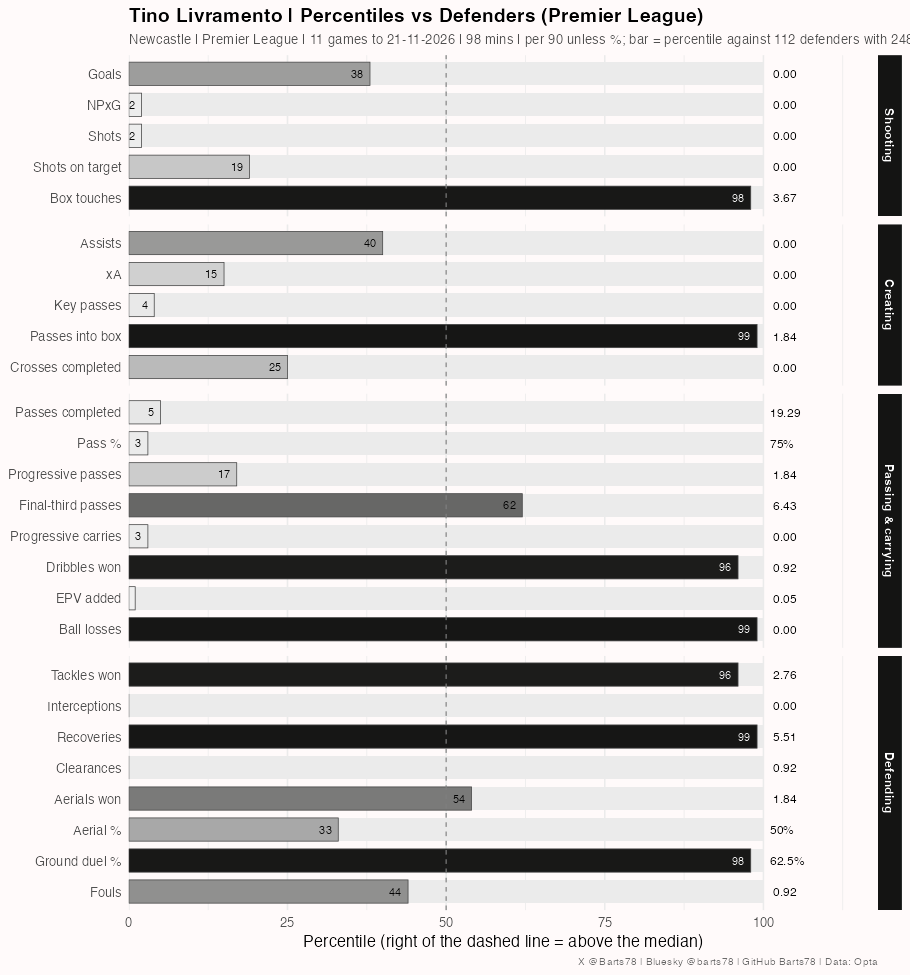 Tino Livramento | Percentiles vs Defenders (Premier League)
Newcastle | Premier League | 11 games to 21-11-2026 | 98 mins | per 90 unless %; bar = percentile against 112 defenders with 248
Goals 38 0.00
NPxG 2 0.00
Shots 2 0.00
Shots on target 19 0.00
Box touches 98 3.67
Shooting
Assists 40 0.00
xA 15 0.00
Key passes 4 0.00
Passes into box 99 1.84
Crosses completed 25 0.00
Creating
Passes completed 5 19.29
Pass % 3 75%
Progressive passes 17 1.84
Final-third passes 62 6.43
Progressive carries 3 0.00
Dribbles won 96 0.92
EPV added 0.05
Ball losses 99 0.00
Passing & carrying
Tackles won 96 2.76
Interceptions 0.00
Recoveries 99 5.51
Clearances 0.92
Aerials won 54 1.84
Aerial % 33 50%
Ground duel % 98 62.5%
Fouls 44 0.92
Defending
0 25 50 75 100
Percentile (right of the dashed line = above the median)
X @Barts78 | Bluesky @barts78 | GitHub Barts78 | Data: Opta